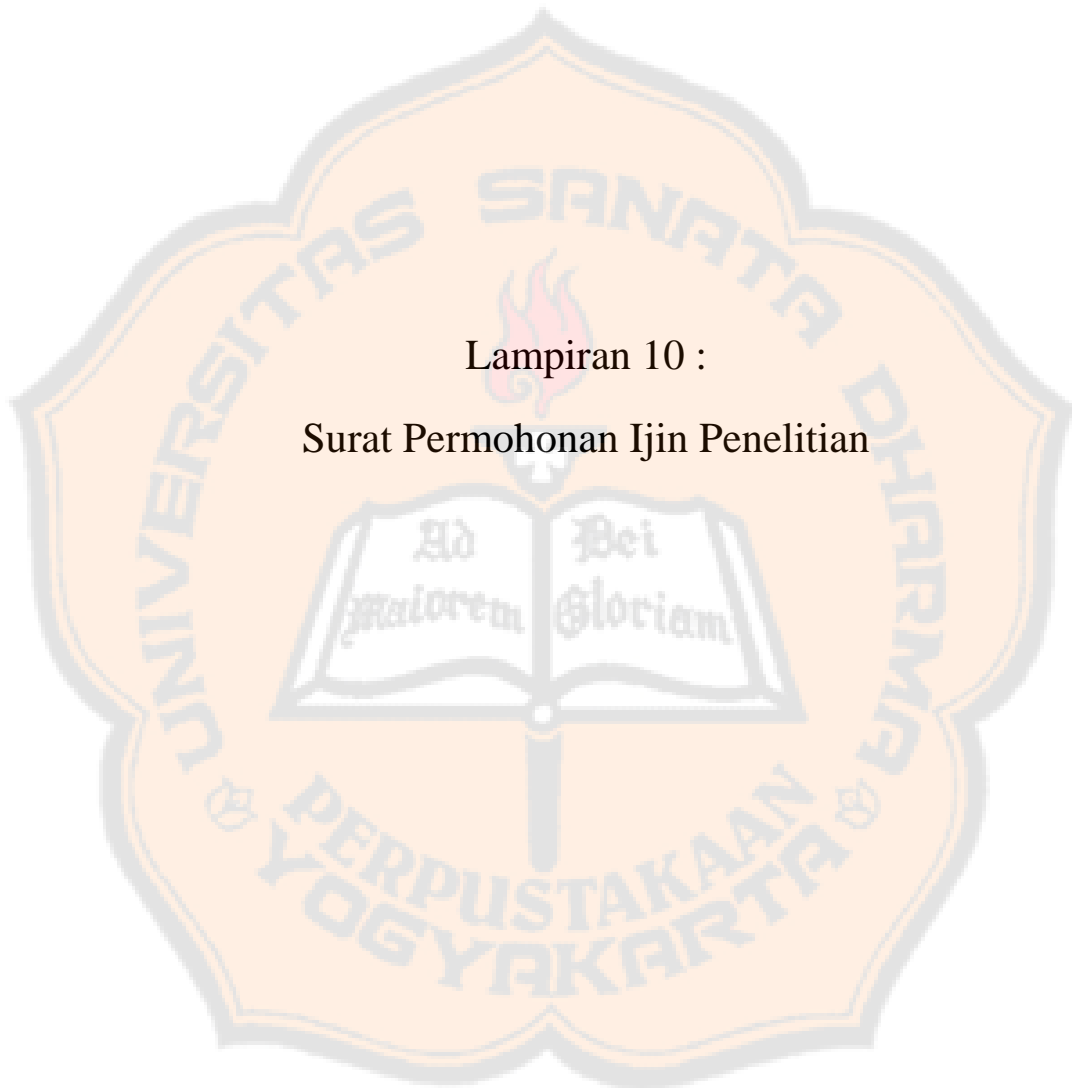 UNIVERSITAS SANATA DHARMA
Lampiran 10 :
Surat Permohonan Ijin Penelitian
Ad Dei
Maiorem Gloriam
PERPUSTAKAAN
YOGYAKARTA